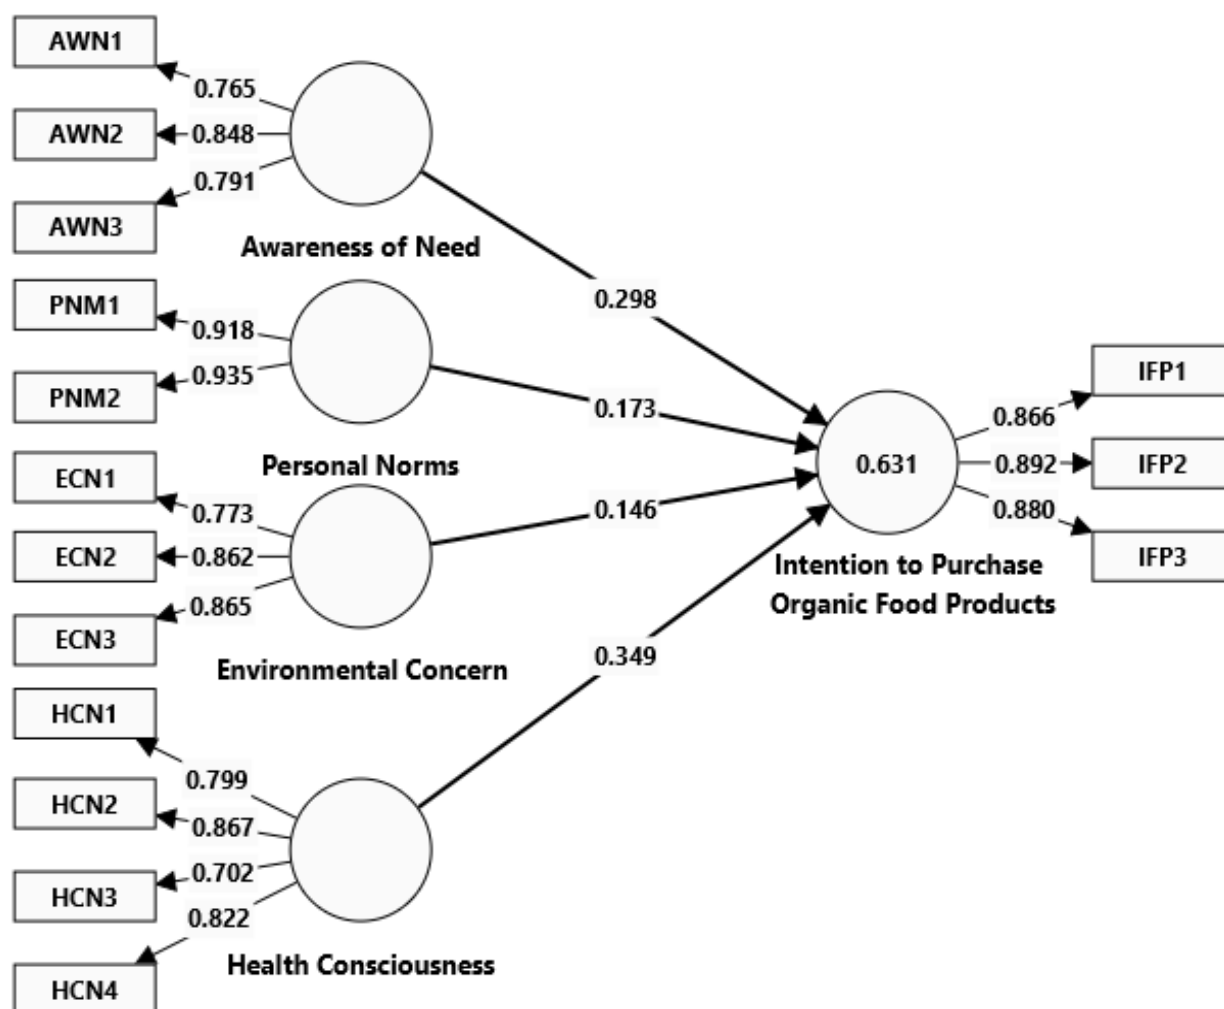 AWN1
0.765
AWN2
0.848
0.791
AWN3
Awareness of Need
0.298
PNM1
0.918
0.935
PNM2
Personal Norms
0.173
ECN1
0.773
ECN2
0.862
0.865
ECN3
Environmental Concern
0.146
HCN1
0.799
HCN2
0.867
0.702
HCN3
0.822
HCN4
Health Consciousness
0.349
0.631
Intention to Purchase
Organic Food Products
IFP1
0.866
0.892
IFP2
0.880
IFP3